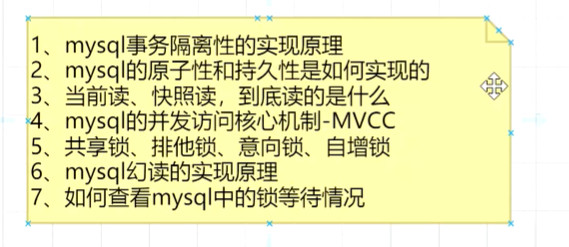 1、mysql事务隔离性的实现原理
2、mysql的原子性和持久性是如何实现的
3、当前读、快照读，到底读的是什么
4、mysql的并发访问核心机制-MVCC
5、共享锁、排他锁、意向锁、自增锁
6、mysql幻读的实现原理
7、如何查看mysql中的锁等待情况